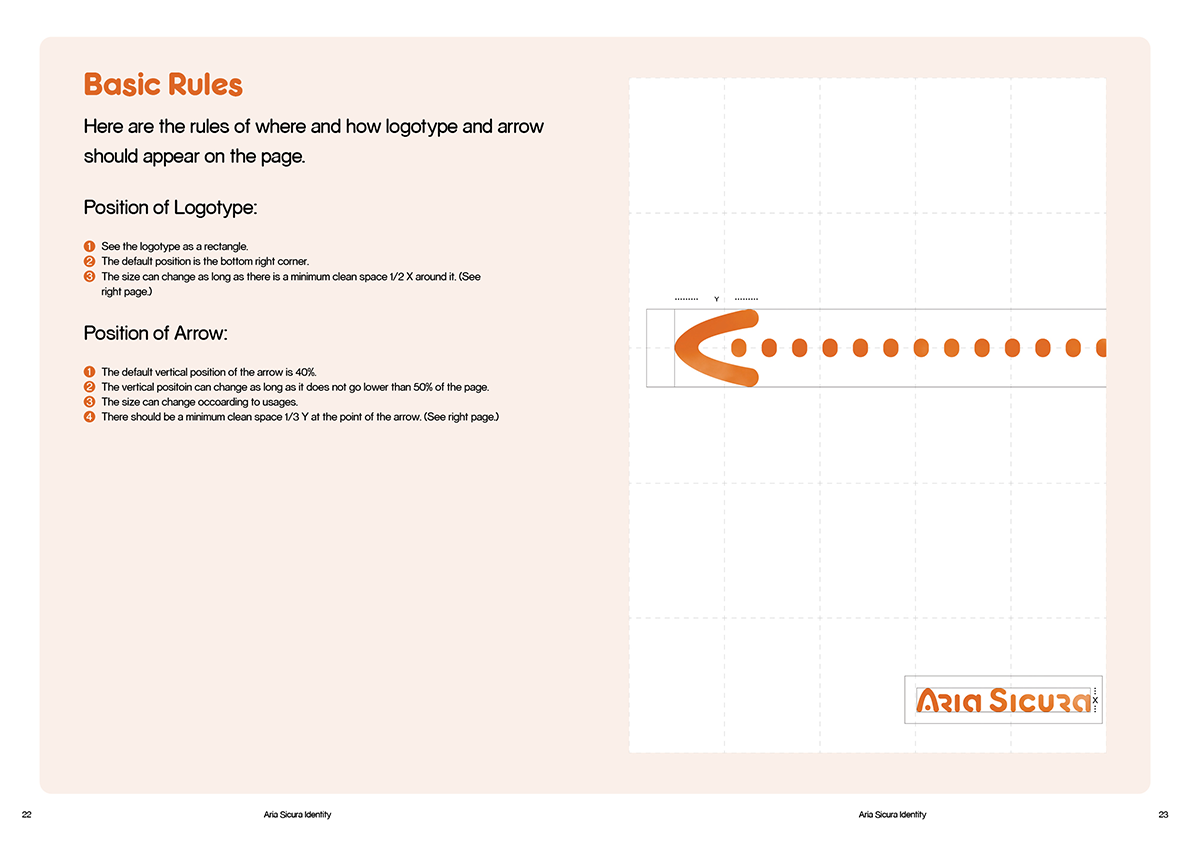 Basic Rules
Here are the rules of where and how logotype and arrow
should appear on the page.
Position of Logotype:
1 See the logotype as a rectangle.
2 The default position is the bottom right corner.
3 The size can change as long as there is a minimum clean space 1/2 X around it. (See
right page.)
Position of Arrow:
1 The default vertical position of the arrow is 40%.
2 The vertical positoin can change as long as it does not go lower than 50% of the page.
3 The size can change occoarding to usages.
4 There should be a minimum clean space 1/3 Y at the point of the arrow. (See right page.)
Y
Aria Sicura
X
22
Aria Sicura Identity
Aria Sicura Identity
23